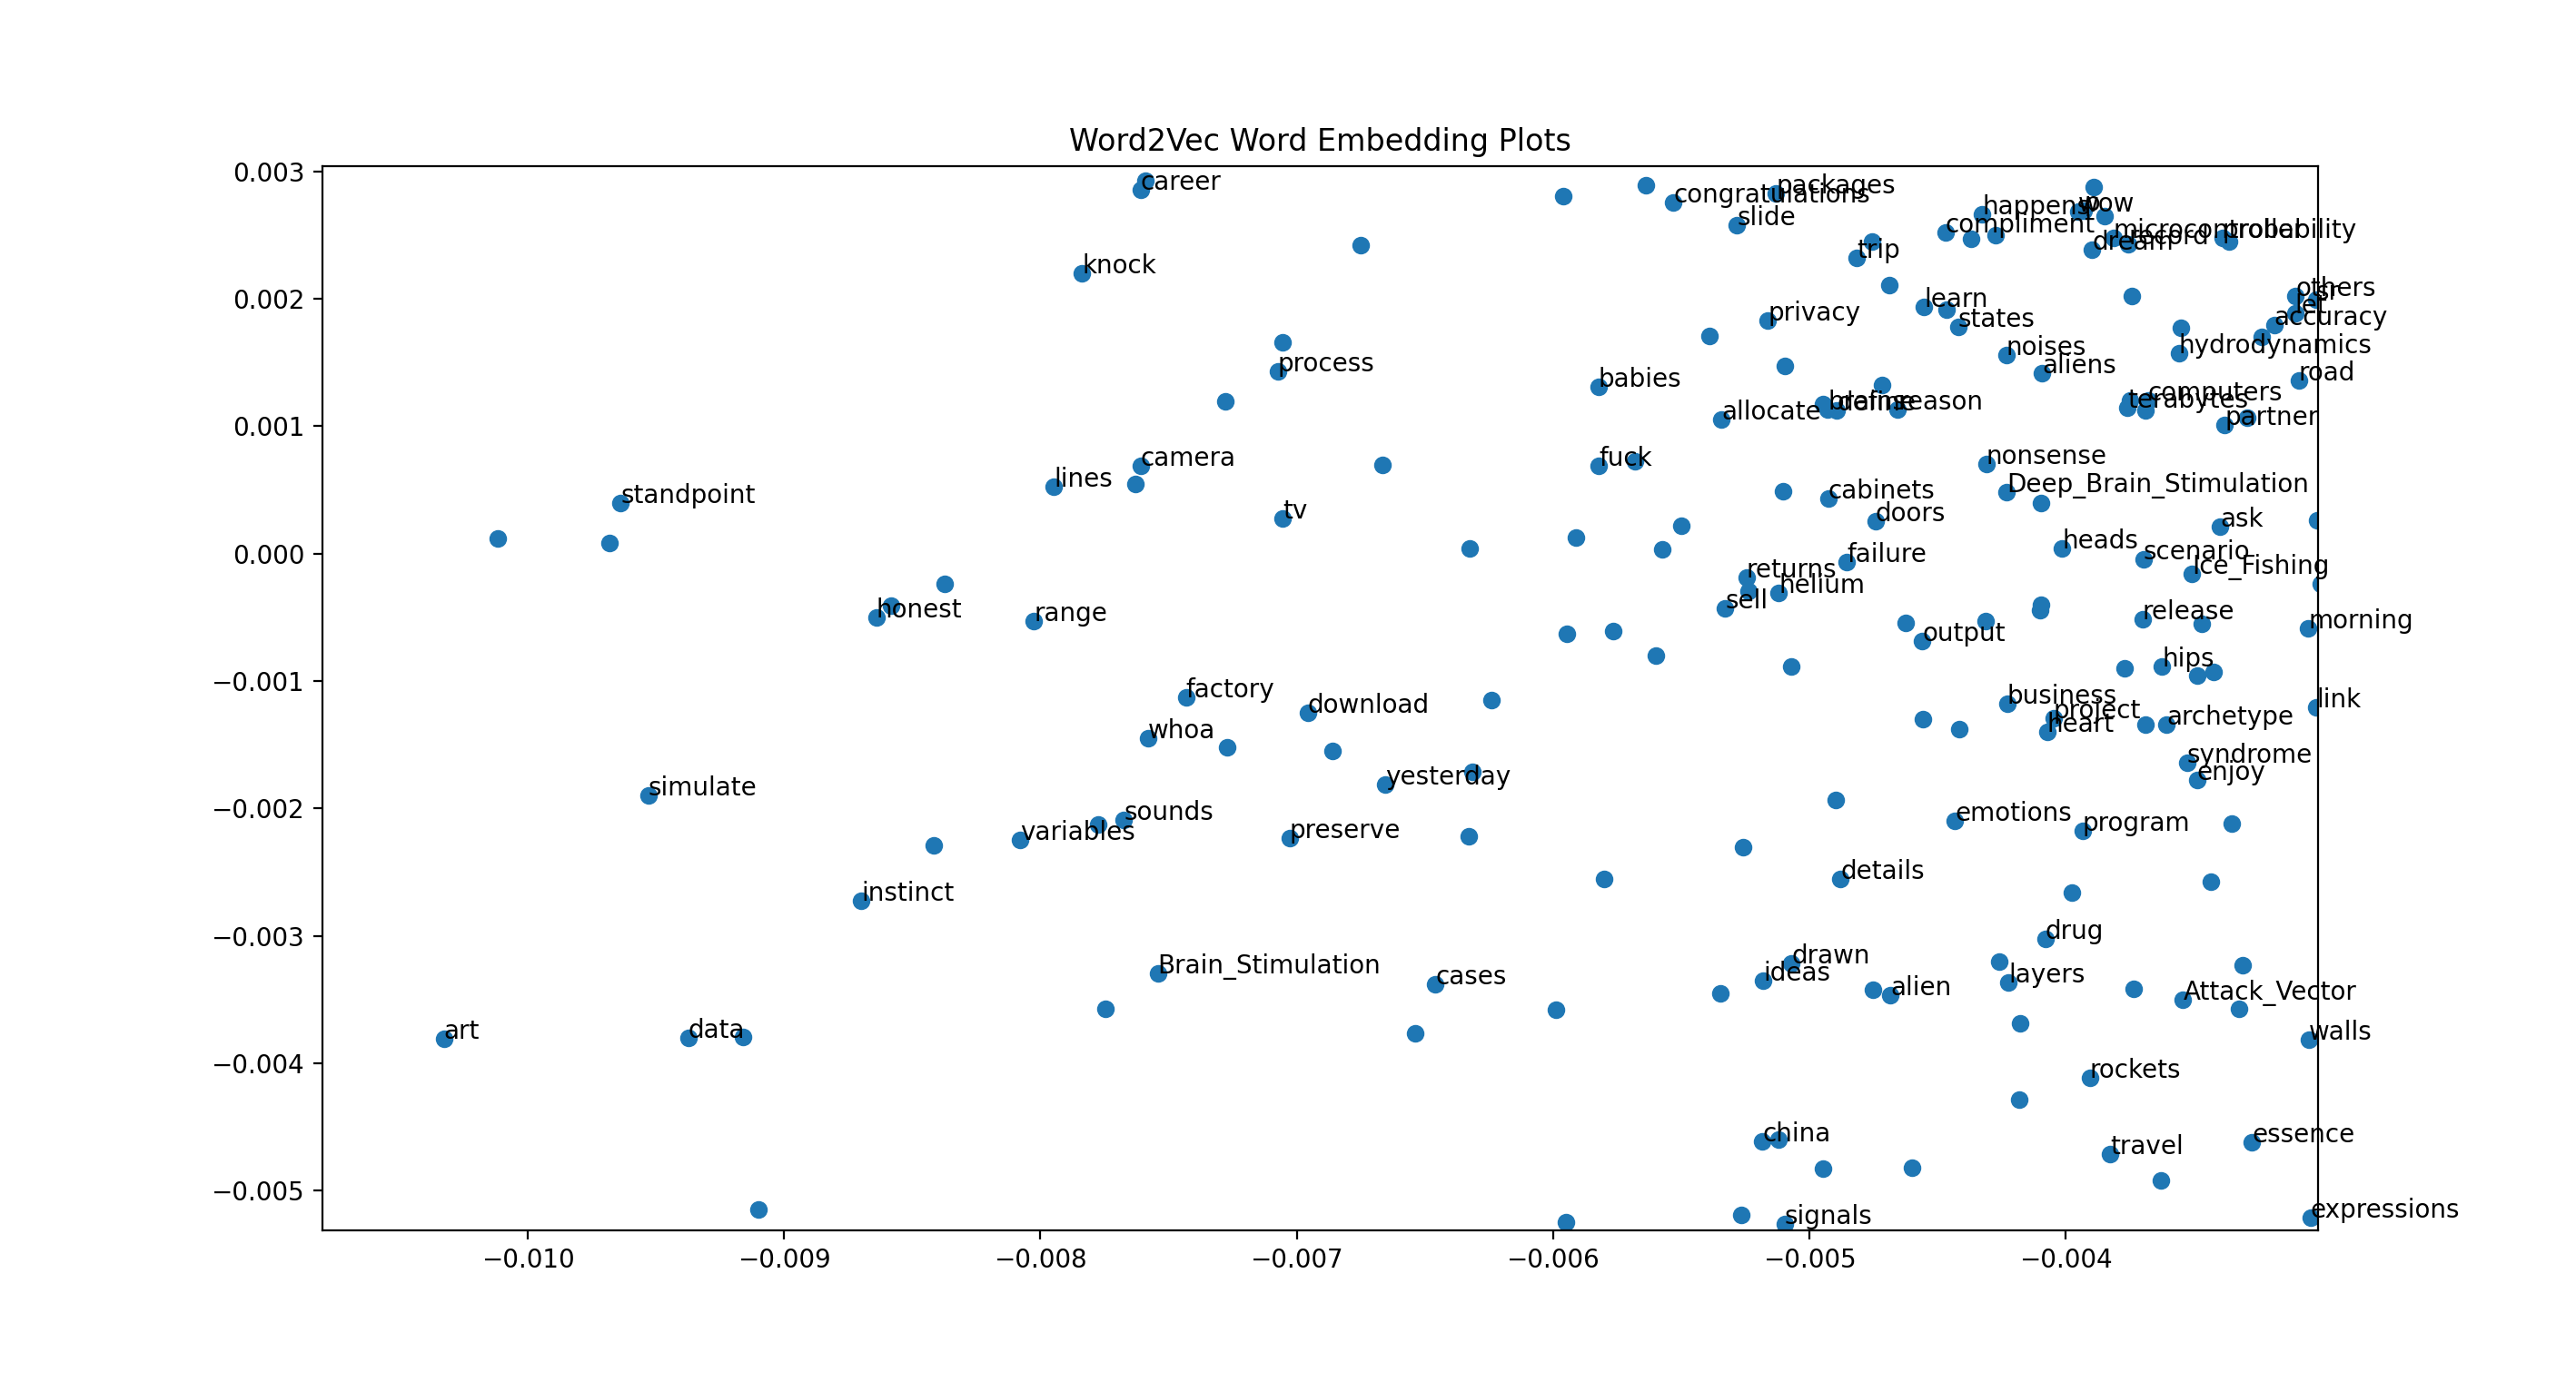 Word2Vec Word Embedding Plots
0.003
career
packages
congratulations
slide
happens
wow
compliment
microcontroller
probability
dream
record
trip
knock
0.002
others
sr
let
learn
privacy
states
accuracy
noises
hydrodynamics
aliens
process
road
babies
computers
terabytes
0.001
allocate
define
season
partner
camera
fuck
nonsense
lines
Deep_Brain_Stimulation
standpoint
cabinets
tv
doors
ask
0.000
heads
failure
scenario
Ice_Fishing
returns
helium
sell
honest
range
release
morning
output
hips
−0.001
factory
download
business
link
project
archetype
heart
whoa
syndrome
yesterday
enjoy
simulate
−0.002
sounds
emotions
variables
preserve
program
details
instinct
−0.003
drug
drawn
Brain_Stimulation
ideas
cases
layers
alien
Attack_Vector
art
data
walls
−0.004
rockets
china
essence
travel
−0.005
signals
expressions
−0.010
−0.009
−0.008
−0.007
−0.006
−0.005
−0.004